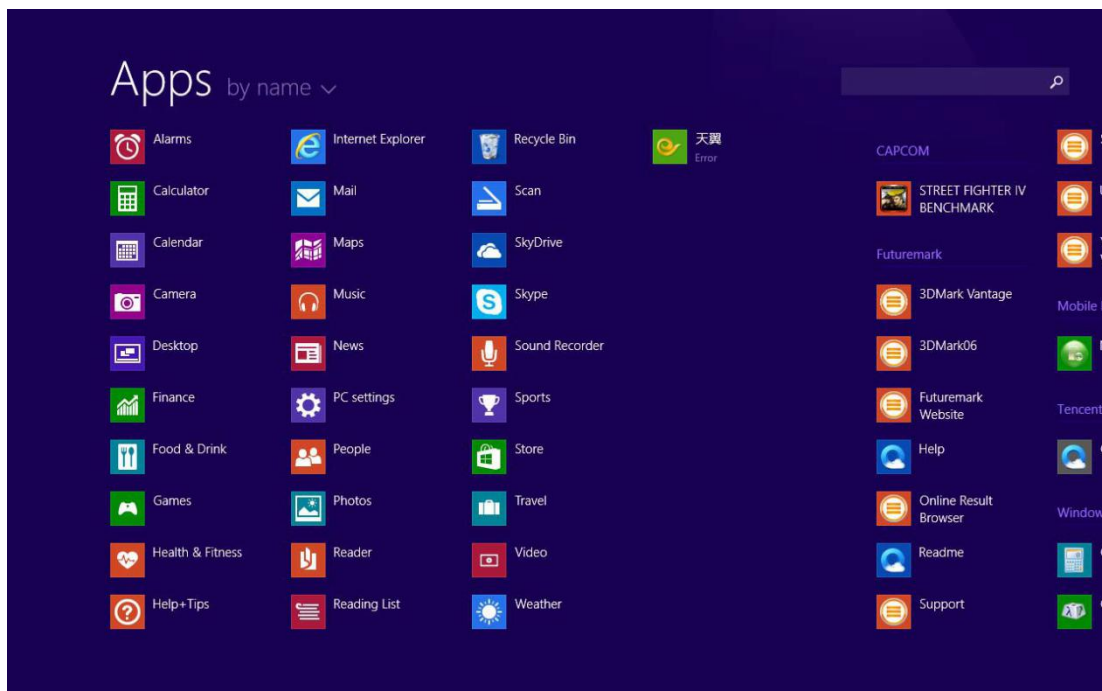 Apps by name
Alarms
Calculator
Calendar
Camera
Desktop
Finance
Food & Drink
Games
Health & Fitness
Help+Tips
Internet Explorer
Mail
Maps
Music
News
PC settings
People
Photos
Reader
Reading List
Recycle Bin
Scan
SkyDrive
Skype
Sound Recorder
Sports
Store
Travel
Video
Weather
天翼
Error
CAPCOM
STREET FIGHTER IV
BENCHMARK
Futuremark
3DMark Vantage
3DMark06
Futuremark
Website
Help
Online Result
Browser
Readme
Support
Mobile
Tencent
Window